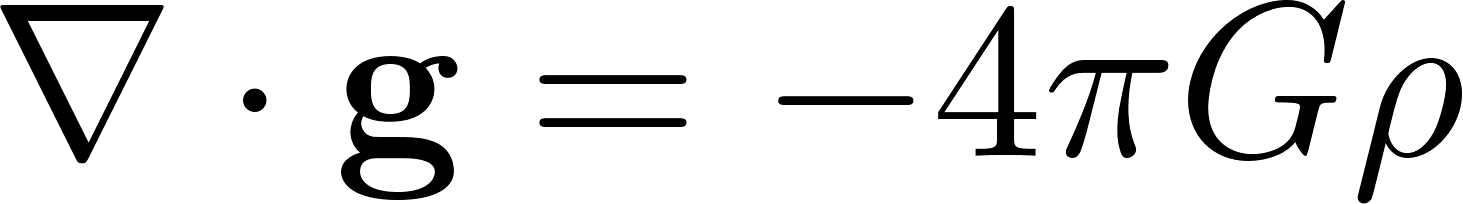 ∇ · 𝐠 = −4πGρ